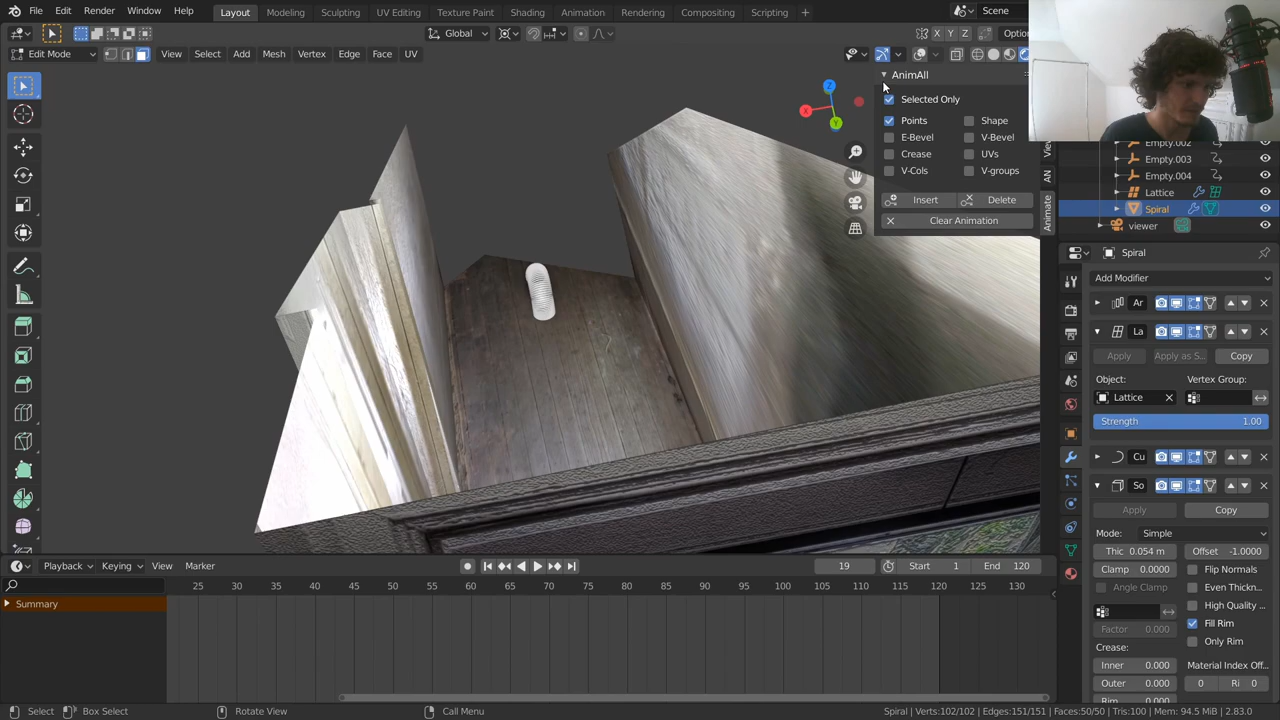 File Edit Render Window Help Layout Modeling Sculpting UV Editing Texture Paint Shading Animation Rendering Compositing Scripting + Scene
Global X Y Z Optio
Edit Mode View Select Add Mesh Vertex Edge Face UV
AnimAll
Selected Only
Points Shape
E-Bevel V-Bevel
Crease UVs
V-Cols V-groups
Insert Delete
Clear Animation
View
AN
Animate
X
Y
Z
Empty.002
Empty.003
Empty.004
Lattice
Spiral
viewer
Spiral
Add Modifier
Ar
La
Apply Apply as S... Copy
Object: Vertex Group:
Lattice
Strength 1.00
Cu
So
Apply Copy
Mode: Simple
Thic 0.054 m Offset -1.0000
Clamp 0.0000 Flip Normals
Angle Clamp Even Thickn...
High Quality ...
Fill Rim
Factor 0.000 Only Rim
Crease:
Inner 0.000 Material Index Off...
Outer 0.000 0 Ri 0
Rim 0.000
Playback Keying View Marker 19 Start 1 End 120
25 30 35 40 45 50 55 60 65 70 75 80 85 90 95 100 105 110 115 120 125 130
Summary
Select Box Select Rotate View Call Menu Spiral | Verts:102/102 | Edges:151/151 | Faces:50/50 | Tris:100 | Mem: 94.5 MiB | 2.83.0